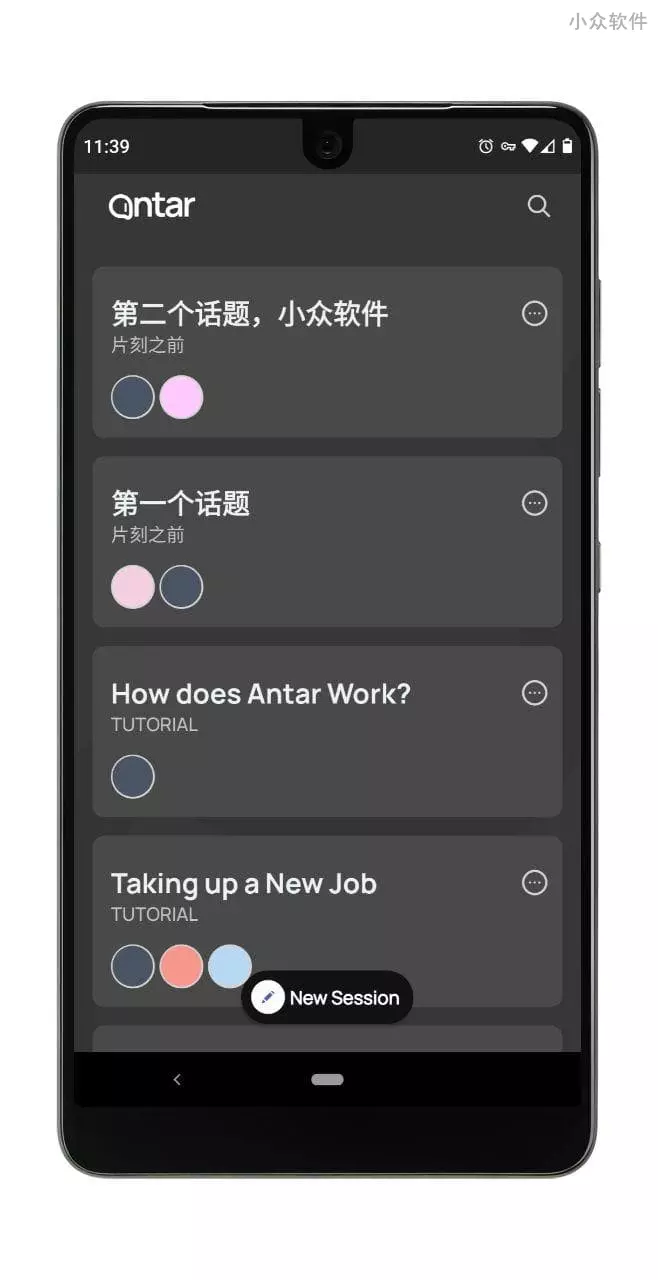 小众软件
11:39
antar
第二个话题，小众软件
片刻之前
第一个话题
片刻之前
How does Antar Work?
TUTORIAL
Taking up a New Job
TUTORIAL
New Session